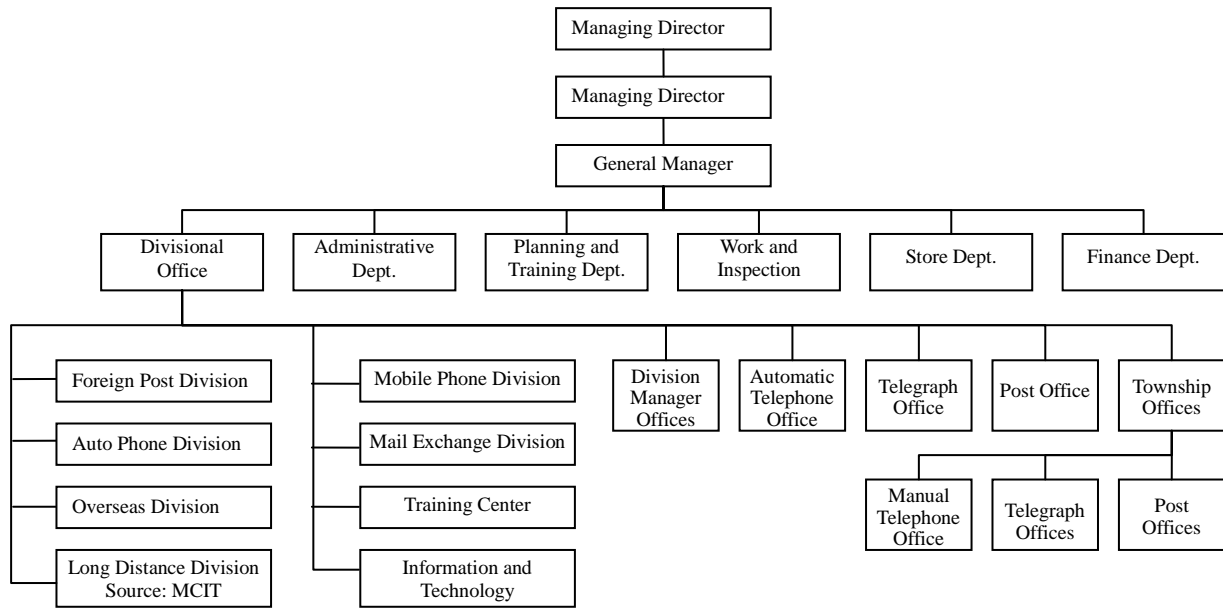 Managing Director
Managing Director
General Manager
Divisional
Office
Administrative
Dept.
Planning and
Training Dept.
Work and
Inspection
Store Dept.
Finance Dept.
Foreign Post Division
Auto Phone Division
Overseas Division
Long Distance Division
Source: MCIT
Mobile Phone Division
Mail Exchange Division
Training Center
Information and
Technology
Division
Manager
Offices
Automatic
Telephone
Office
Telegraph
Office
Post Office
Township
Offices
Manual
Telephone
Office
Telegraph
Offices
Post
Offices